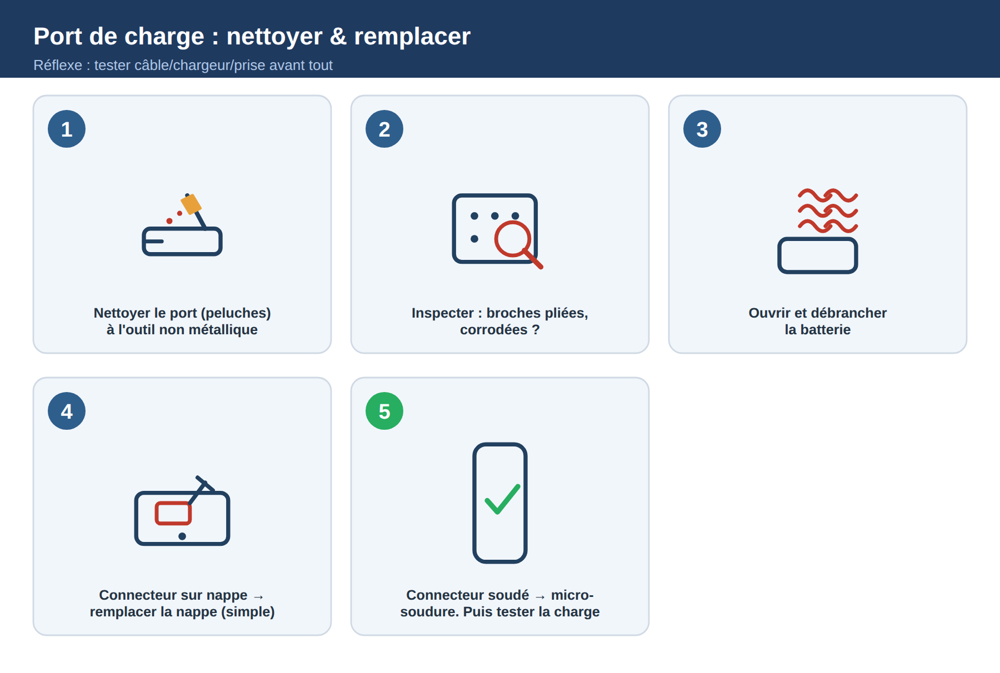 Port de charge : nettoyer & remplacer
Réflexe : tester câble/chargeur/prise avant tout
1
Nettoyer le port (peluches)
à l'outil non métallique
2
Inspecter : broches pliées,
corrodées ?
3
Ouvrir et débrancher
la batterie
4
Connecteur sur nappe →
remplacer la nappe (simple)
5
Connecteur soudé → micro-
soudure. Puis tester la charge